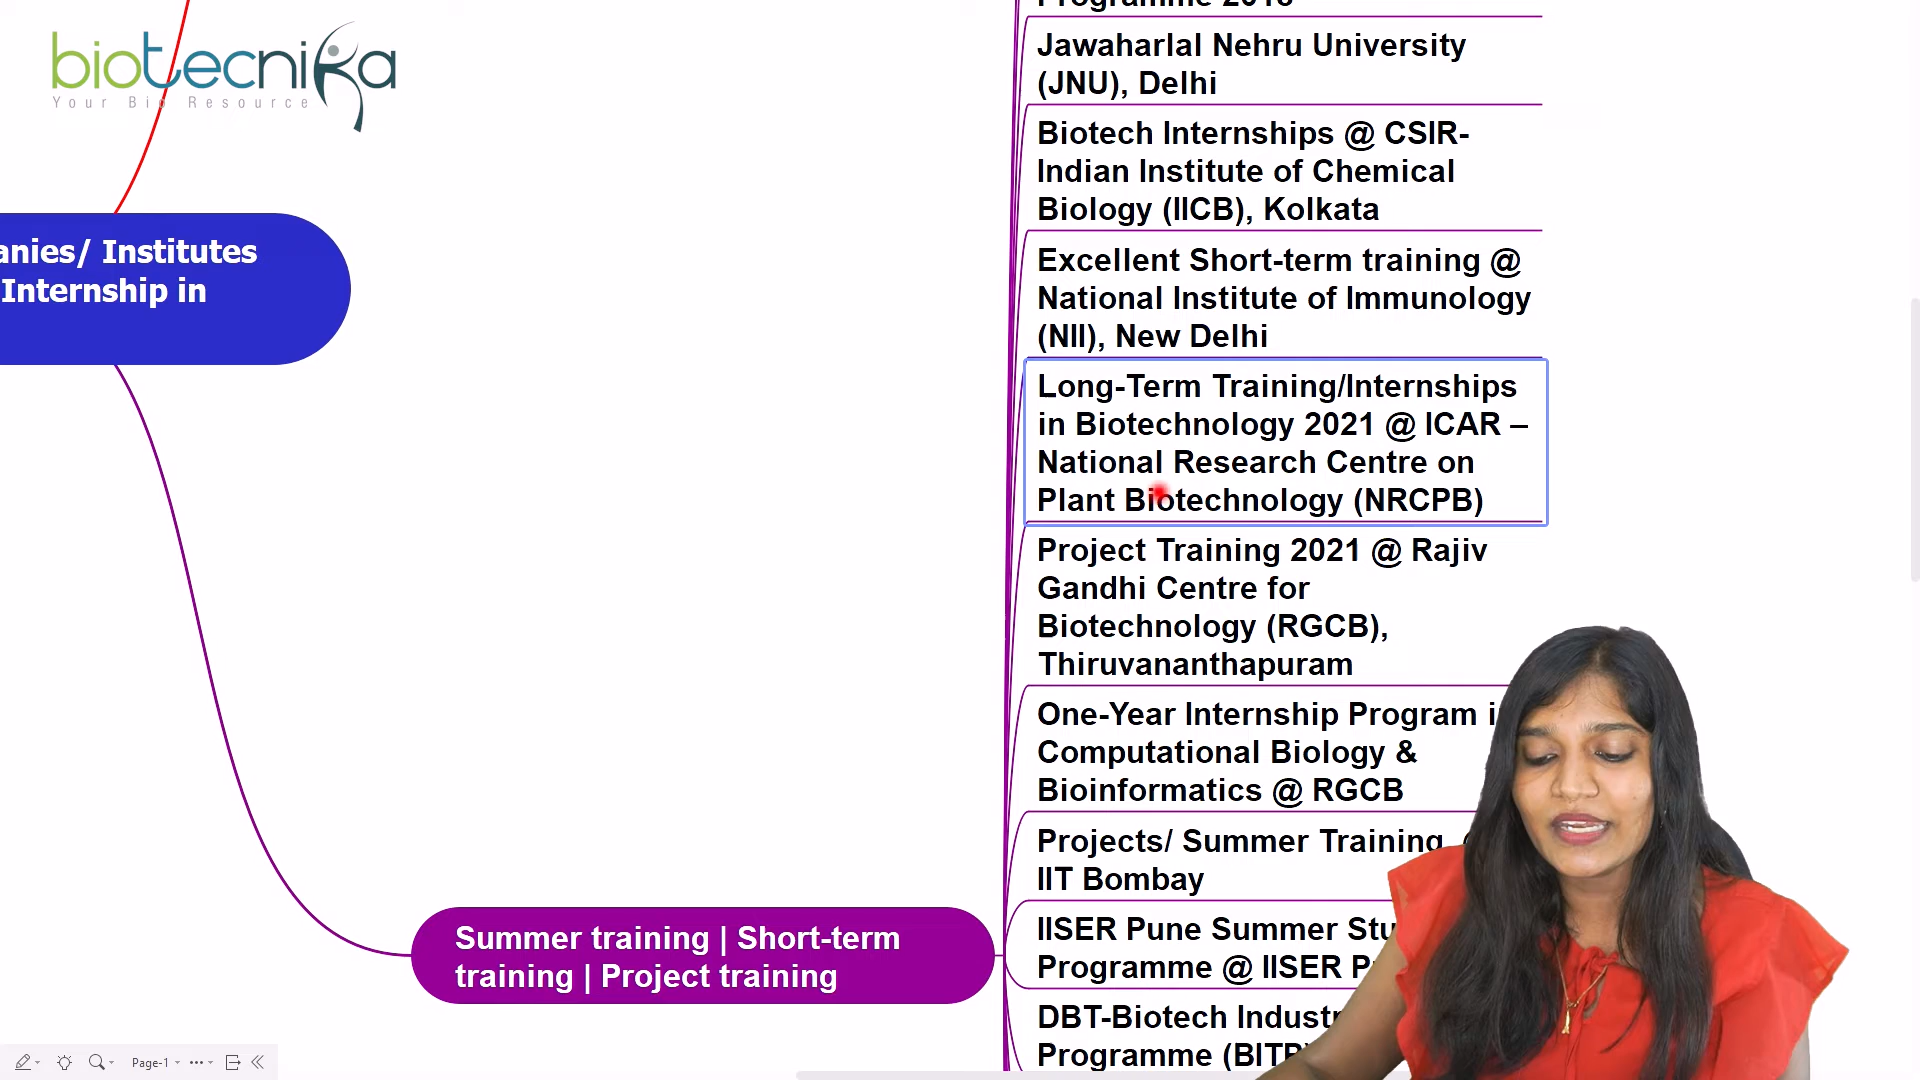 biotecnika
Your Bio Resource
anies/ Institutes
Internship in
Summer training | Short-term
training | Project training
Programme 2018
Jawaharlal Nehru University
(JNU), Delhi
Biotech Internships @ CSIR-
Indian Institute of Chemical
Biology (IICB), Kolkata
Excellent Short-term training @
National Institute of Immunology
(NII), New Delhi
Long-Term Training/Internships
in Biotechnology 2021 @ ICAR –
National Research Centre on
Plant Biotechnology (NRCPB)
Project Training 2021 @ Rajiv
Gandhi Centre for
Biotechnology (RGCB),
Thiruvananthapuram
One-Year Internship Program
Computational Biology &
Bioinformatics @ RGCB
Projects/ Summer Training
IIT Bombay
IISER Pune Summer
Programme @ IISER
DBT-Biotech
Programme
Page-1